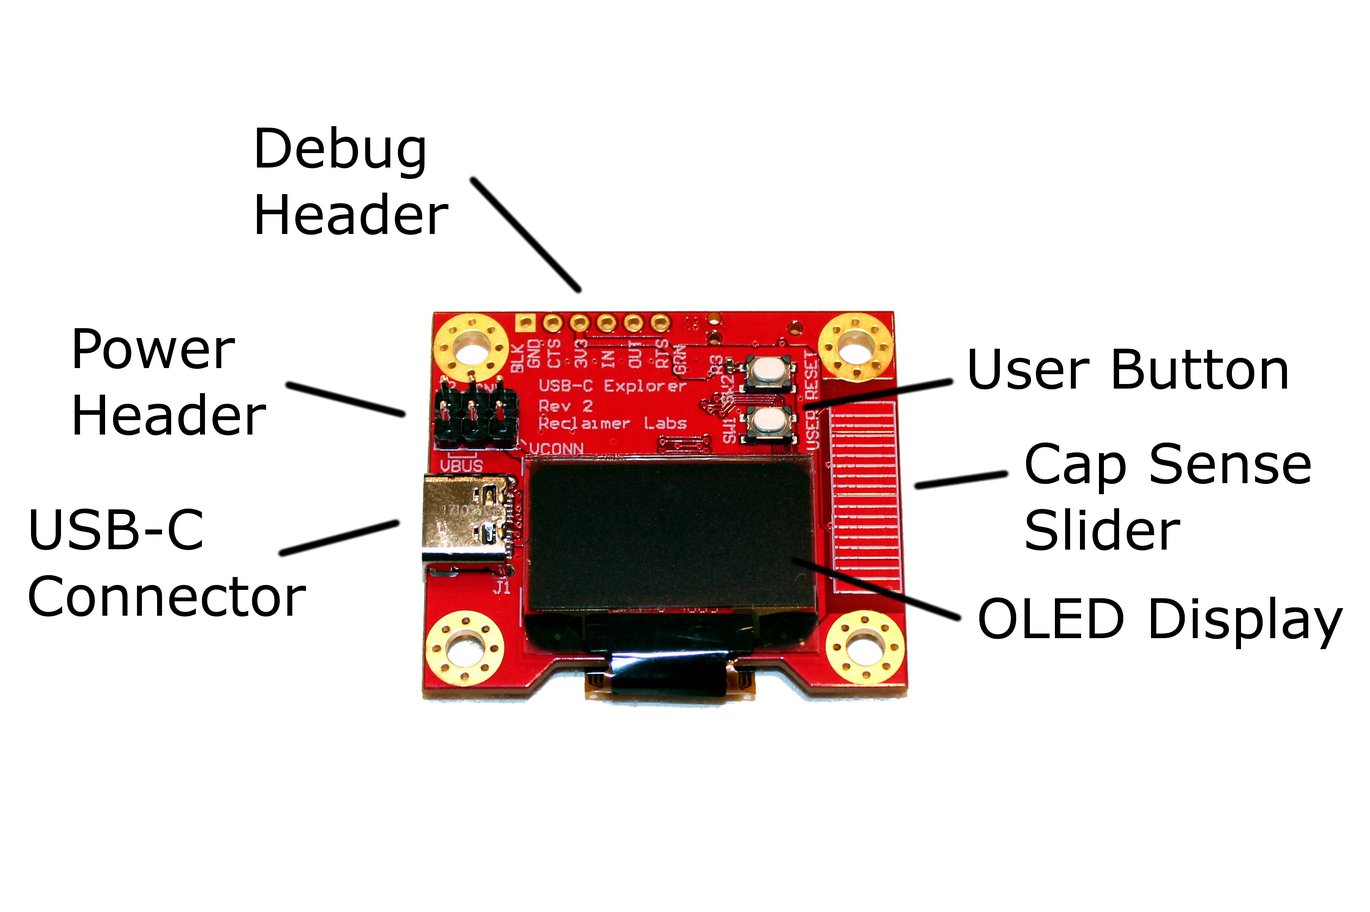 Debug
Header
Power
Header
USB-C
Connector
User Button
Cap Sense
Slider
OLED Display
BLK
GND
CTS
3V3
IN
OUT
RTS
GRN
R3
SW2
SW1
USER RESET
USB-C Explorer
Rev 2
Reclaimer Labs
VCONN
VBUS
J1